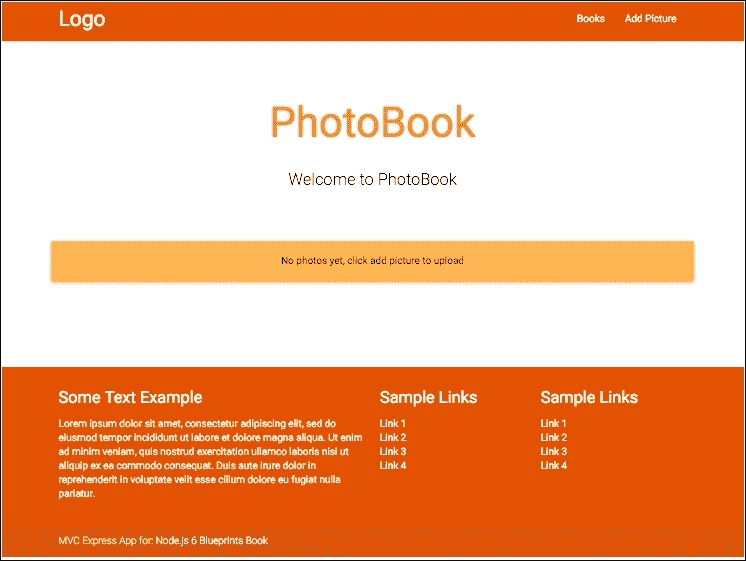 Logo
Books Add Picture
PhotoBook
Welcome to PhotoBook
No photos yet, click add picture to upload
Some Text Example
Lorem ipsum dolor sit amet, consectetur adipiscing elit, sed do
eiusmod tempor incididunt ut labore et dolore magna aliqua. Ut enim
ad minim veniam, quis nostrud exercitation ullamco laboris nisi ut
aliquip ex ea commodo consequat. Duis aute irure dolor in
reprehenderit in voluptate velit esse cillum dolore eu fugiat nulla
pariatur.
Sample Links
Link 1
Link 2
Link 3
Link 4
Sample Links
Link 1
Link 2
Link 3
Link 4
MVC Express App for: Node.js 6 Blueprints Book